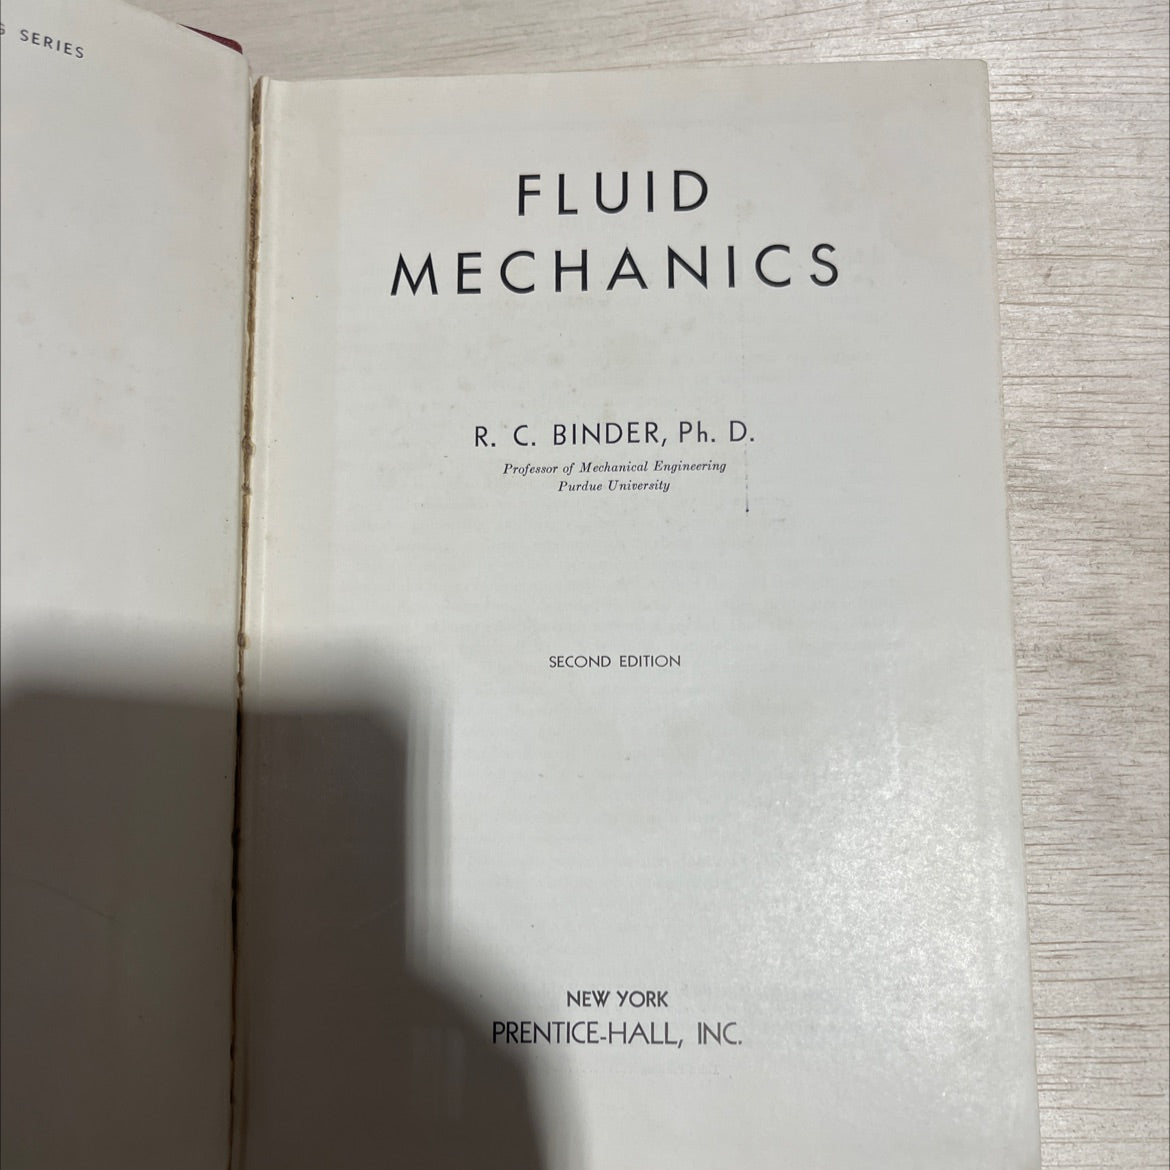 SERIES
FLUID
MECHANICS
R. C. BINDER, Ph. D.
Professor of Mechanical Engineering
Purdue University
SECOND EDITION
NEW YORK
PRENTICE-HALL, INC.